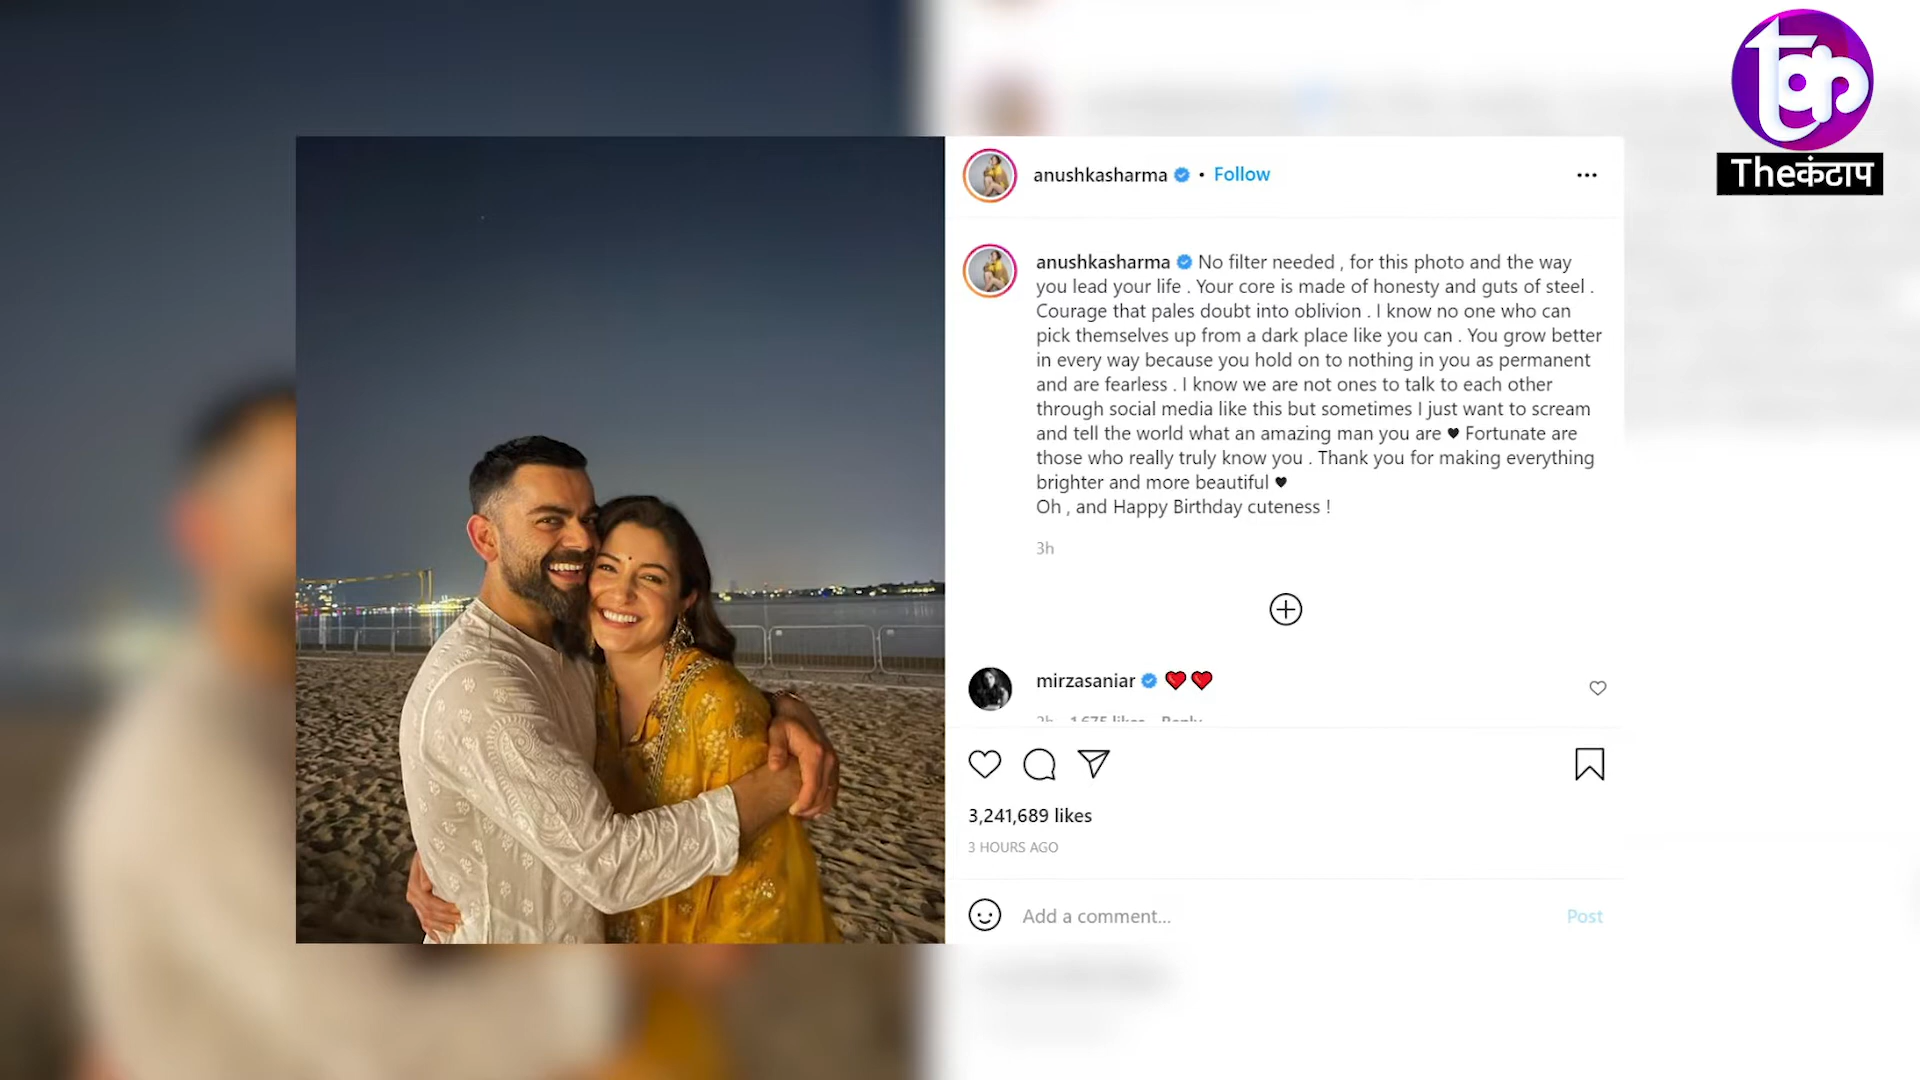 Theकंटाप
anushkasharma • Follow
anushkasharma No filter needed , for this photo and the way
you lead your life . Your core is made of honesty and guts of steel .
Courage that pales doubt into oblivion . I know no one who can
pick themselves up from a dark place like you can . You grow better
in every way because you hold on to nothing in you as permanent
and are fearless . I know we are not ones to talk to each other
through social media like this but sometimes I just want to scream
and tell the world what an amazing man you are ♥ Fortunate are
those who really truly know you . Thank you for making everything
brighter and more beautiful ♥
Oh , and Happy Birthday cuteness !
3h
mirzasaniar ❤️❤️
1,675 likes Reply
3,241,689 likes
3 HOURS AGO
Add a comment... Post